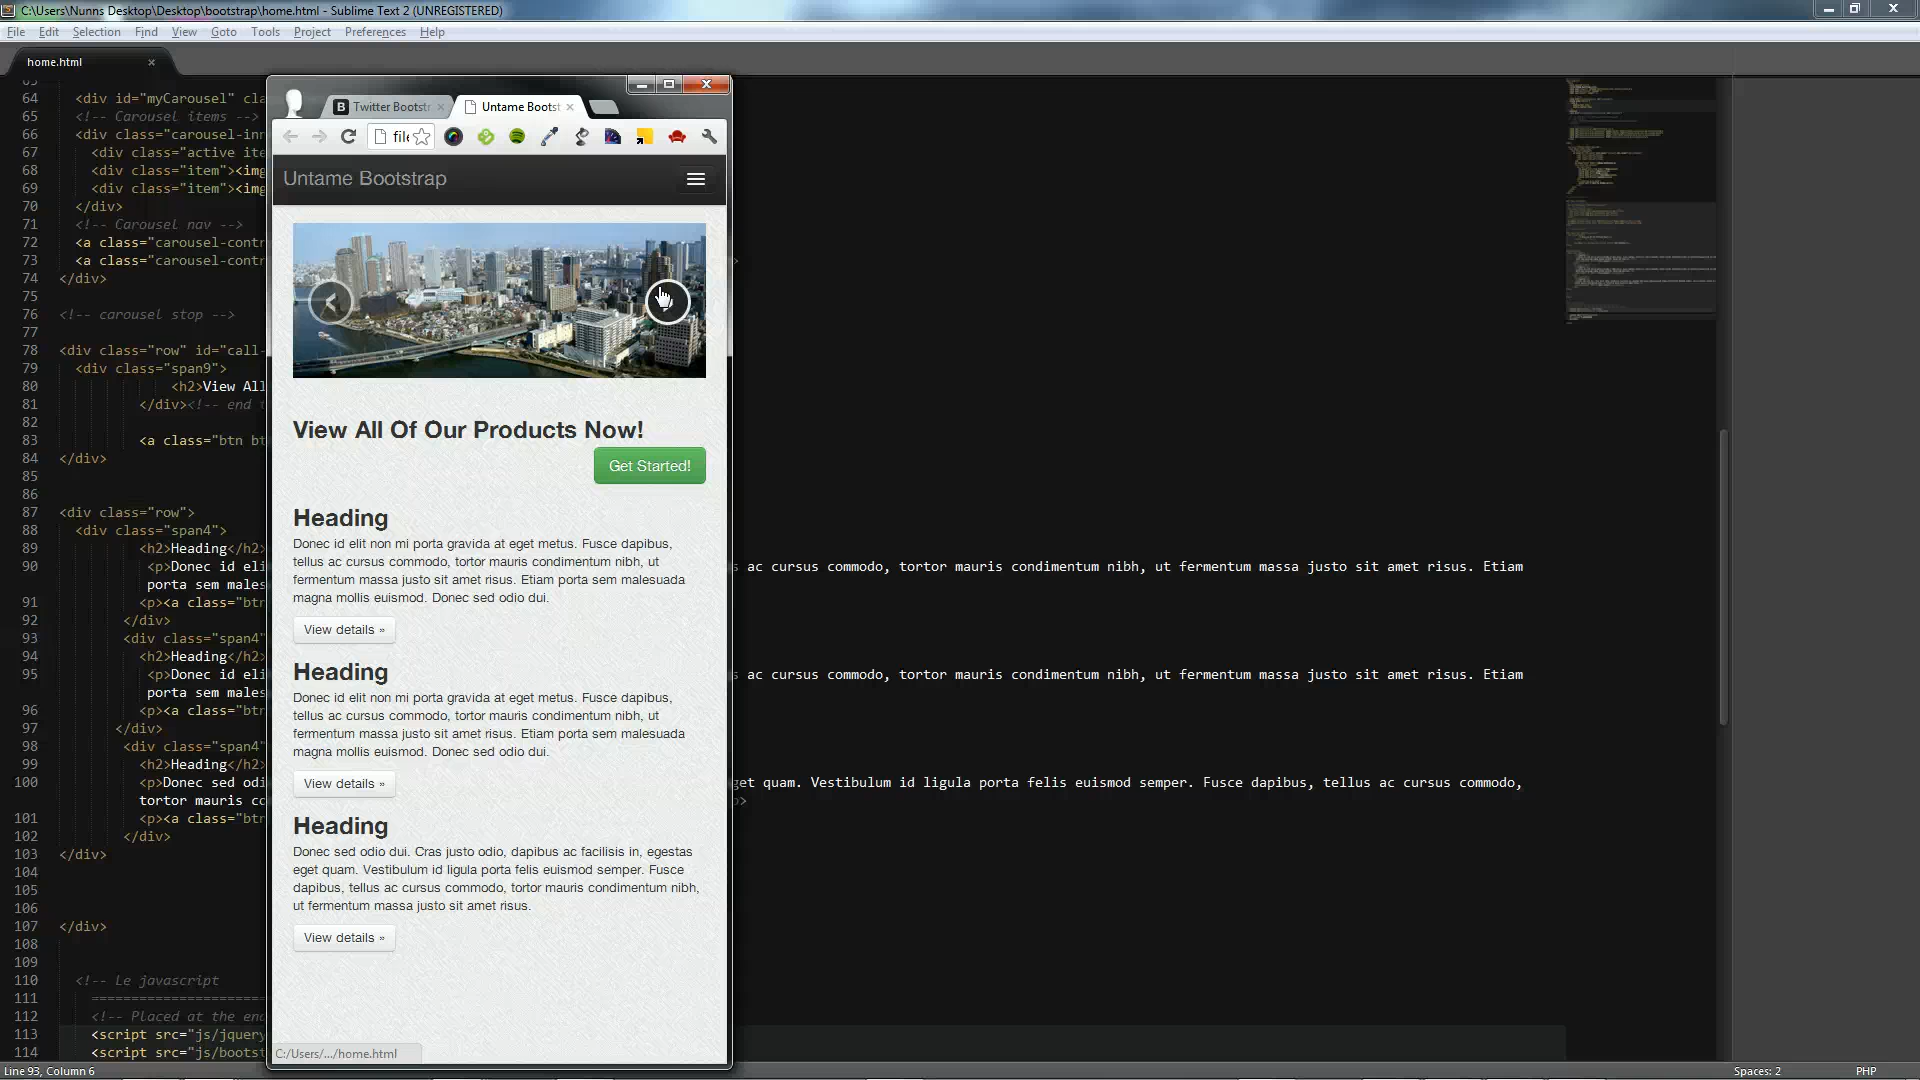 C:\Users\Nunns Desktop\Desktop\bootstrap\home.html - Sublime Text 2 (UNREGISTERED)
File Edit Selection Find View Goto Tools Project Preferences Help
home.html ×
Twitter Bootstr ×
Untame Bootst ×
file
Untame Bootstrap
View All Of Our Products Now!
Get Started!
Heading
Donec id elit non mi porta gravida at eget metus. Fusce dapibus,
tellus ac cursus commodo, tortor mauris condimentum nibh, ut
fermentum massa justo sit amet risus. Etiam porta sem malesuada
magna mollis euismod. Donec sed odio dui.
View details »
Heading
Donec id elit non mi porta gravida at eget metus. Fusce dapibus,
tellus ac cursus commodo, tortor mauris condimentum nibh, ut
fermentum massa justo sit amet risus. Etiam porta sem malesuada
magna mollis euismod. Donec sed odio dui.
View details »
Heading
Donec sed odio dui. Cras justo odio, dapibus ac facilisis in, egestas
eget quam. Vestibulum id ligula porta felis euismod semper. Fusce
dapibus, tellus ac cursus commodo, tortor mauris condimentum nibh,
ut fermentum massa justo sit amet risus.
View details »
C:/Users/.../home.html
64 <div id="myCarousel" cla
65 <!-- Carousel items -->
66 <div class="carousel-inn
67 <div class="active ite
68 <div class="item"><img
69 <div class="item"><img
70 </div>
71 <!-- Carousel nav -->
72 <a class="carousel-contr
73 <a class="carousel-contr >
74 </div>
75
76 <!-- carousel stop -->
77
78 <div class="row" id="call-
79 <div class="span9">
80 <h2>View All
81 </div><!-- end t
82
83 <a class="btn bt
84 </div>
85
86
87 <div class="row">
88 <div class="span4">
89 <h2>Heading</h2>
90 <p>Donec id eli s ac cursus commodo, tortor mauris condimentum nibh, ut fermentum massa justo sit amet risus. Etiam
porta sem males
91 <p><a class="btn
92 </div>
93 <div class="span4"
94 <h2>Heading</h2>
95 <p>Donec id eli s ac cursus commodo, tortor mauris condimentum nibh, ut fermentum massa justo sit amet risus. Etiam
porta sem males
96 <p><a class="btn
97 </div>
98 <div class="span4"
99 <h2>Heading</h2>
100 <p>Donec sed odi get quam. Vestibulum id ligula porta felis euismod semper. Fusce dapibus, tellus ac cursus commodo,
tortor mauris co >
101 <p><a class="btn
102 </div>
103 </div>
104
105
106
107 </div>
108
109
110 <!-- Le javascript
111 ======================
112 <!-- Placed at the end
113 <script src="js/jquery
114 <script src="js/bootst
Line 93, Column 6
Spaces: 2
PHP